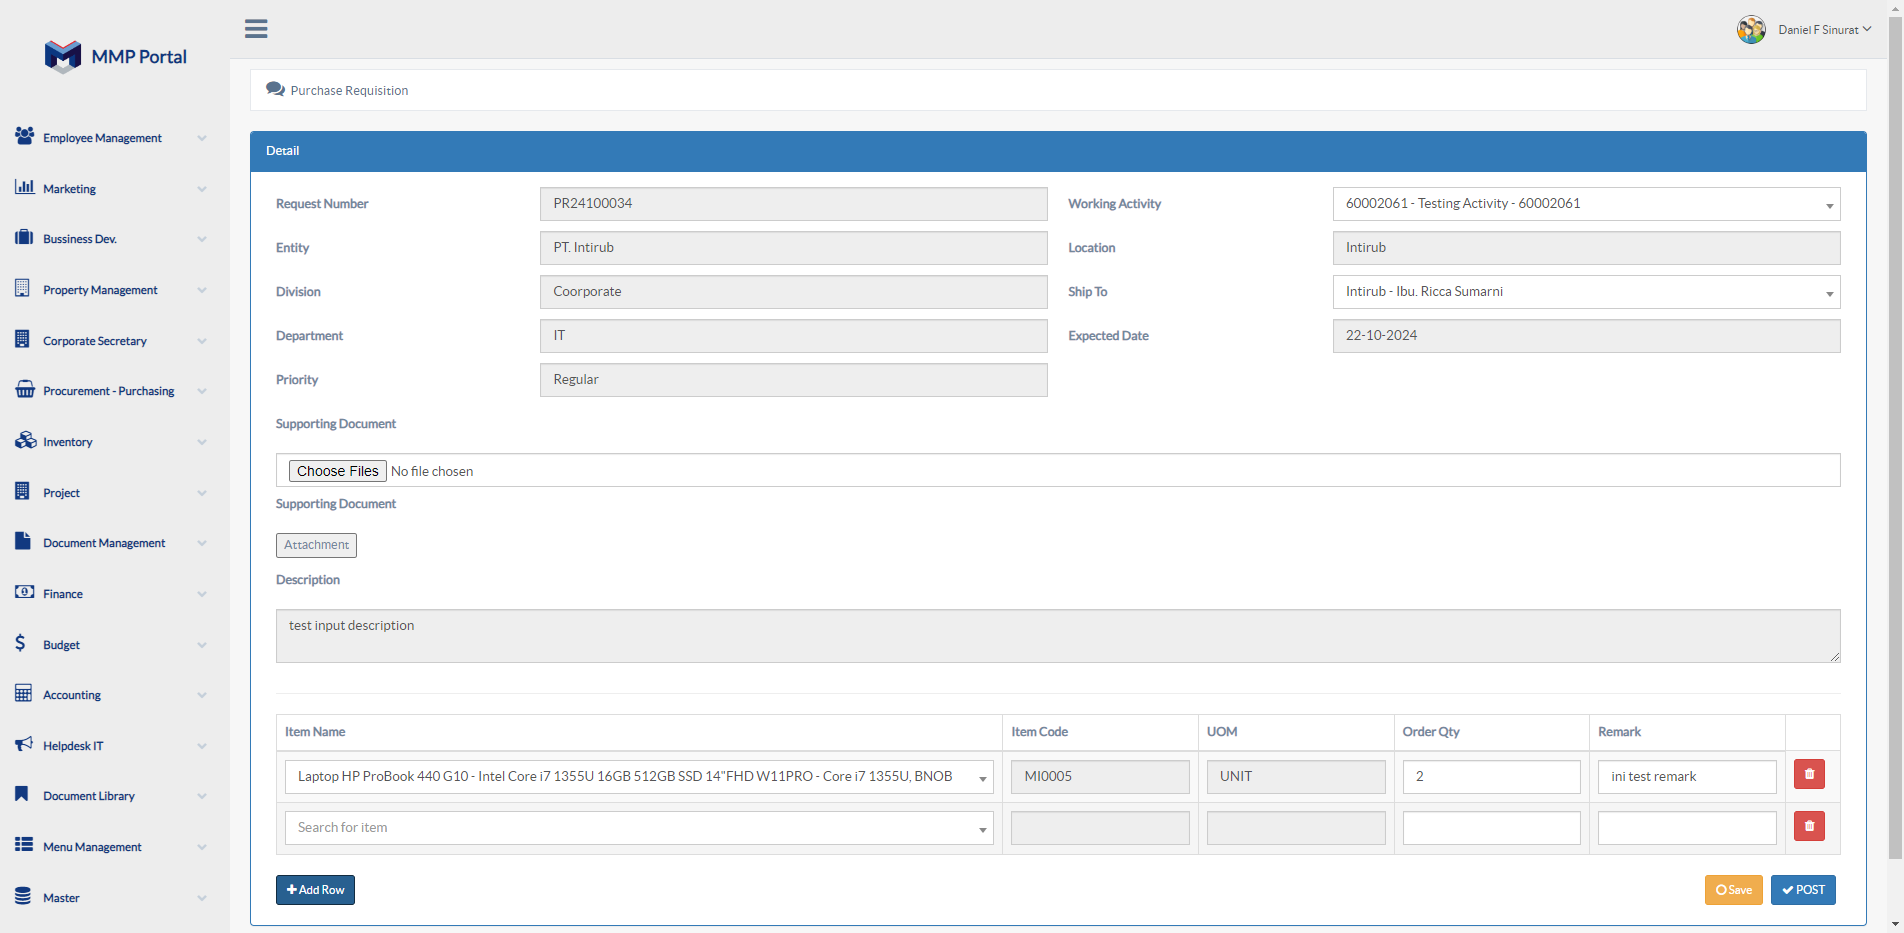 MMP Portal
Daniel F Sinurat
Employee Management
Marketing
Bussiness Dev.
Property Management
Corporate Secretary
Procurement - Purchasing
Inventory
Project
Document Management
Finance
Budget
Accounting
Helpdesk IT
Document Library
Menu Management
Master
Purchase Requisition
Detail
Request Number PR24100034 Working Activity 60002061 - Testing Activity - 60002061
Entity PT. Intirub Location Intirub
Division Coorporate Ship To Intirub - Ibu. Ricca Sumarni
Department IT Expected Date 22-10-2024
Priority Regular
Supporting Document
Choose Files No file chosen
Supporting Document
Attachment
Description
test input description
Item Name Item Code UOM Order Qty Remark
Laptop HP ProBook 440 G10 - Intel Core i7 1355U 16GB 512GB SSD 14"FHD W11PRO - Core i7 1355U, BNOB MI0005 UNIT 2 ini test remark
Search for item
Add Row Save POST